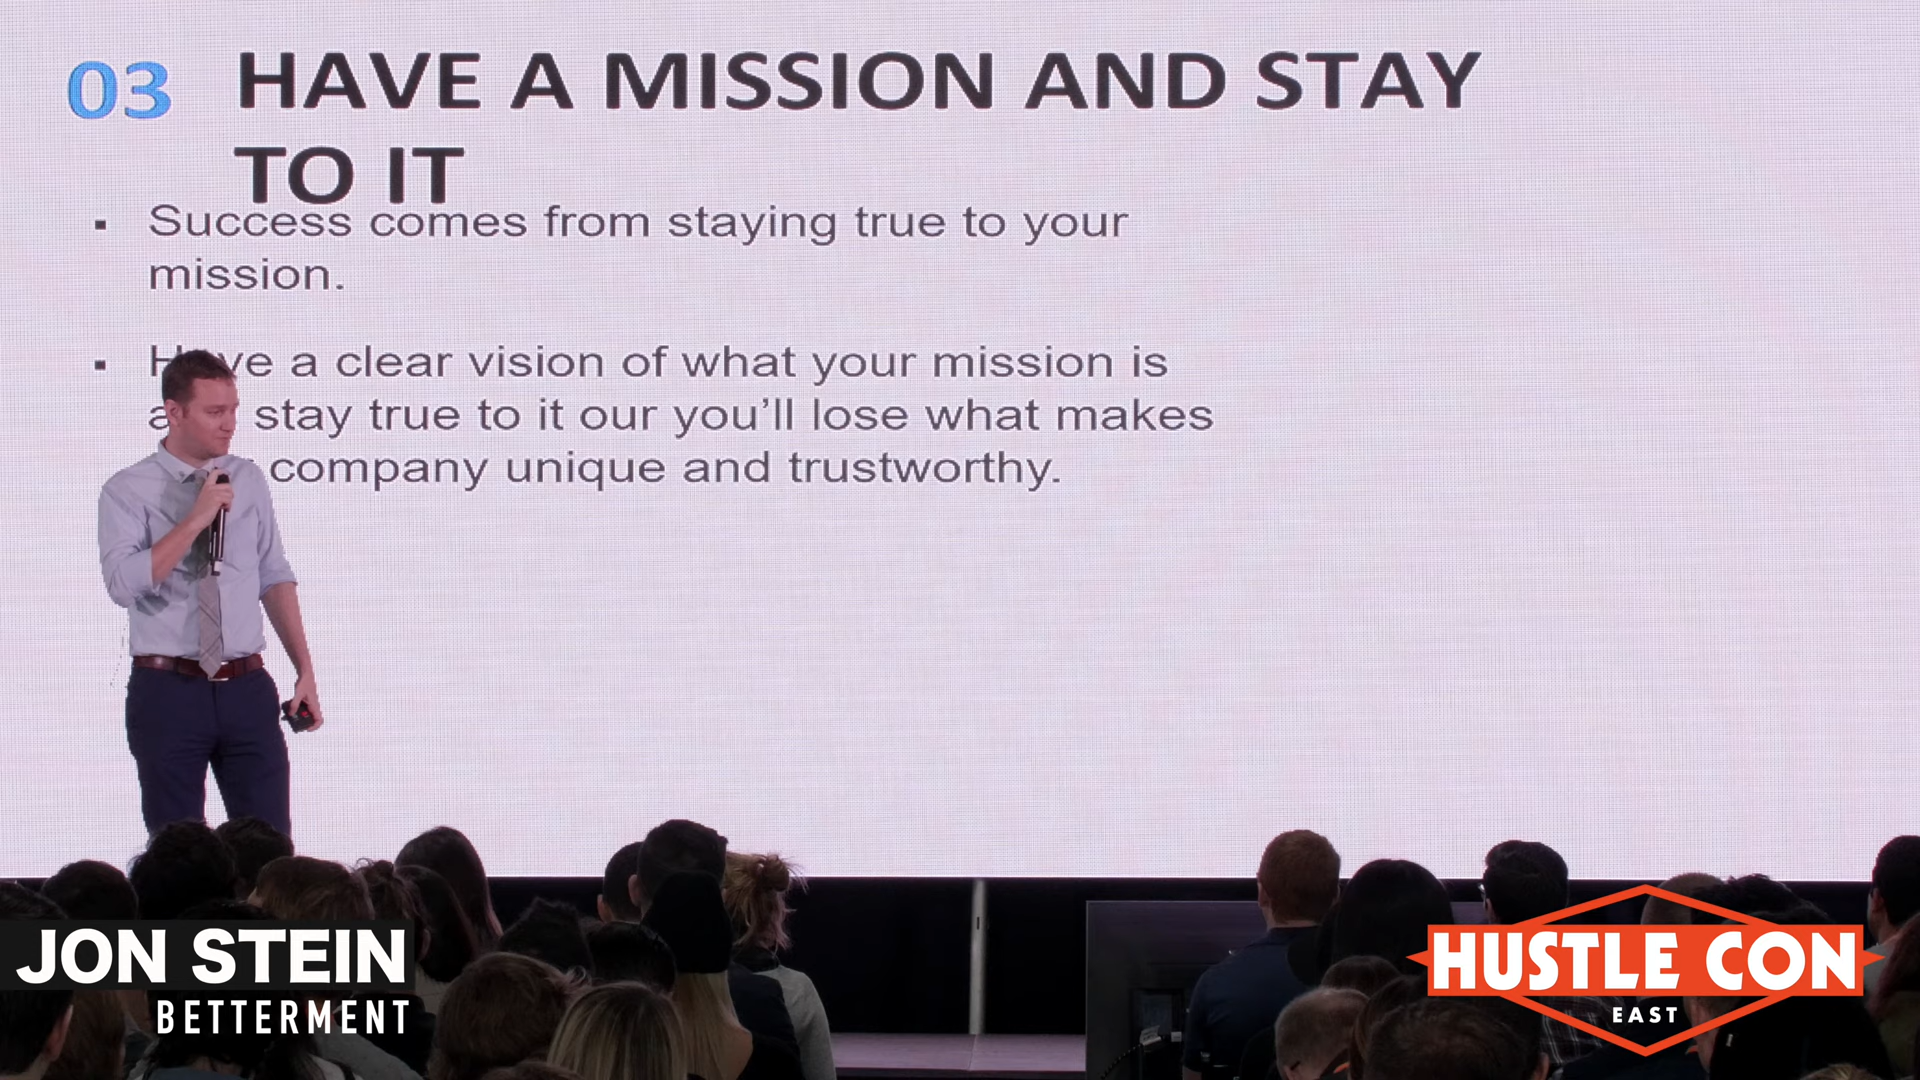 03 HAVE A MISSION AND STAY
TO IT
▪ Success comes from staying true to your
mission.
▪ Have a clear vision of what your mission is
stay true to it our you'll lose what makes
company unique and trustworthy.
JON STEIN
BETTERMENT
HUSTLE CON
EAST